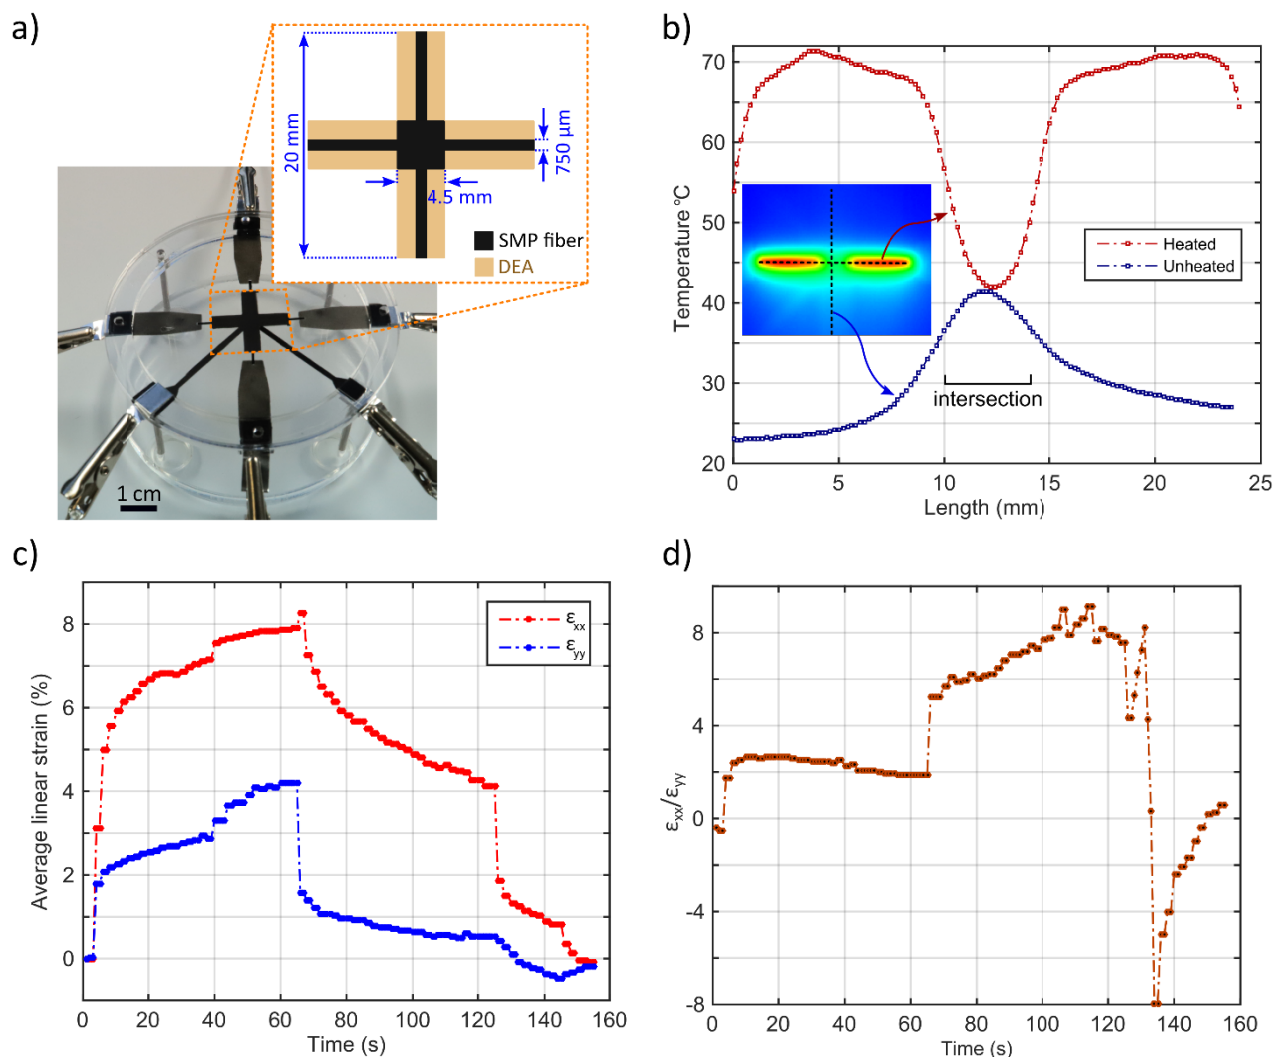 a)
20 mm
750 µm
4.5 mm
SMP fiber
DEA
1 cm
b)
70
60
50
40
30
20
Temperature °C
Heated
Unheated
intersection
0
5
10
15
20
25
Length (mm)
c)
8
6
4
2
0
Average linear strain (%)
εxx
εyy
0
20
40
60
80
100
120
140
160
Time (s)
d)
8
4
0
-4
-8
εxx/εyy
0
20
40
60
80
100
120
140
160
Time (s)